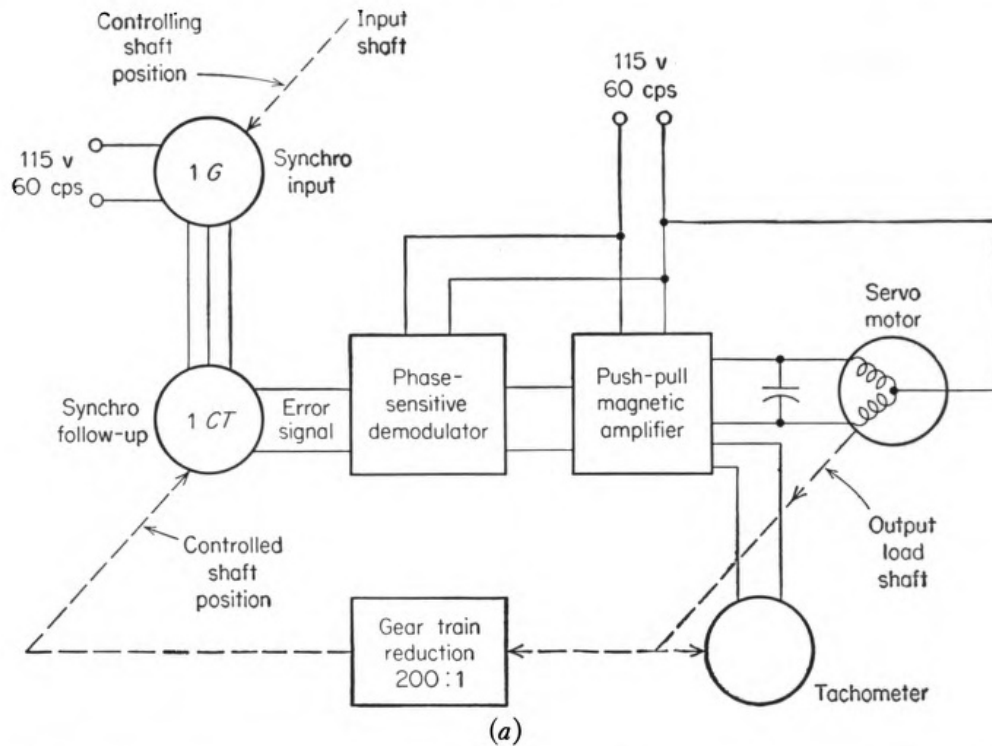 Controlling
shaft
position
Input
shaft
115 v
60 cps
115 v
60 cps
1 G
Synchro
input
Servo
motor
Synchro
follow-up
1 CT
Error
signal
Phase-
sensitive
demodulator
Push-pull
magnetic
amplifier
Controlled
shaft
position
Output
load
shaft
Gear train
reduction
200:1
Tachometer
(a)